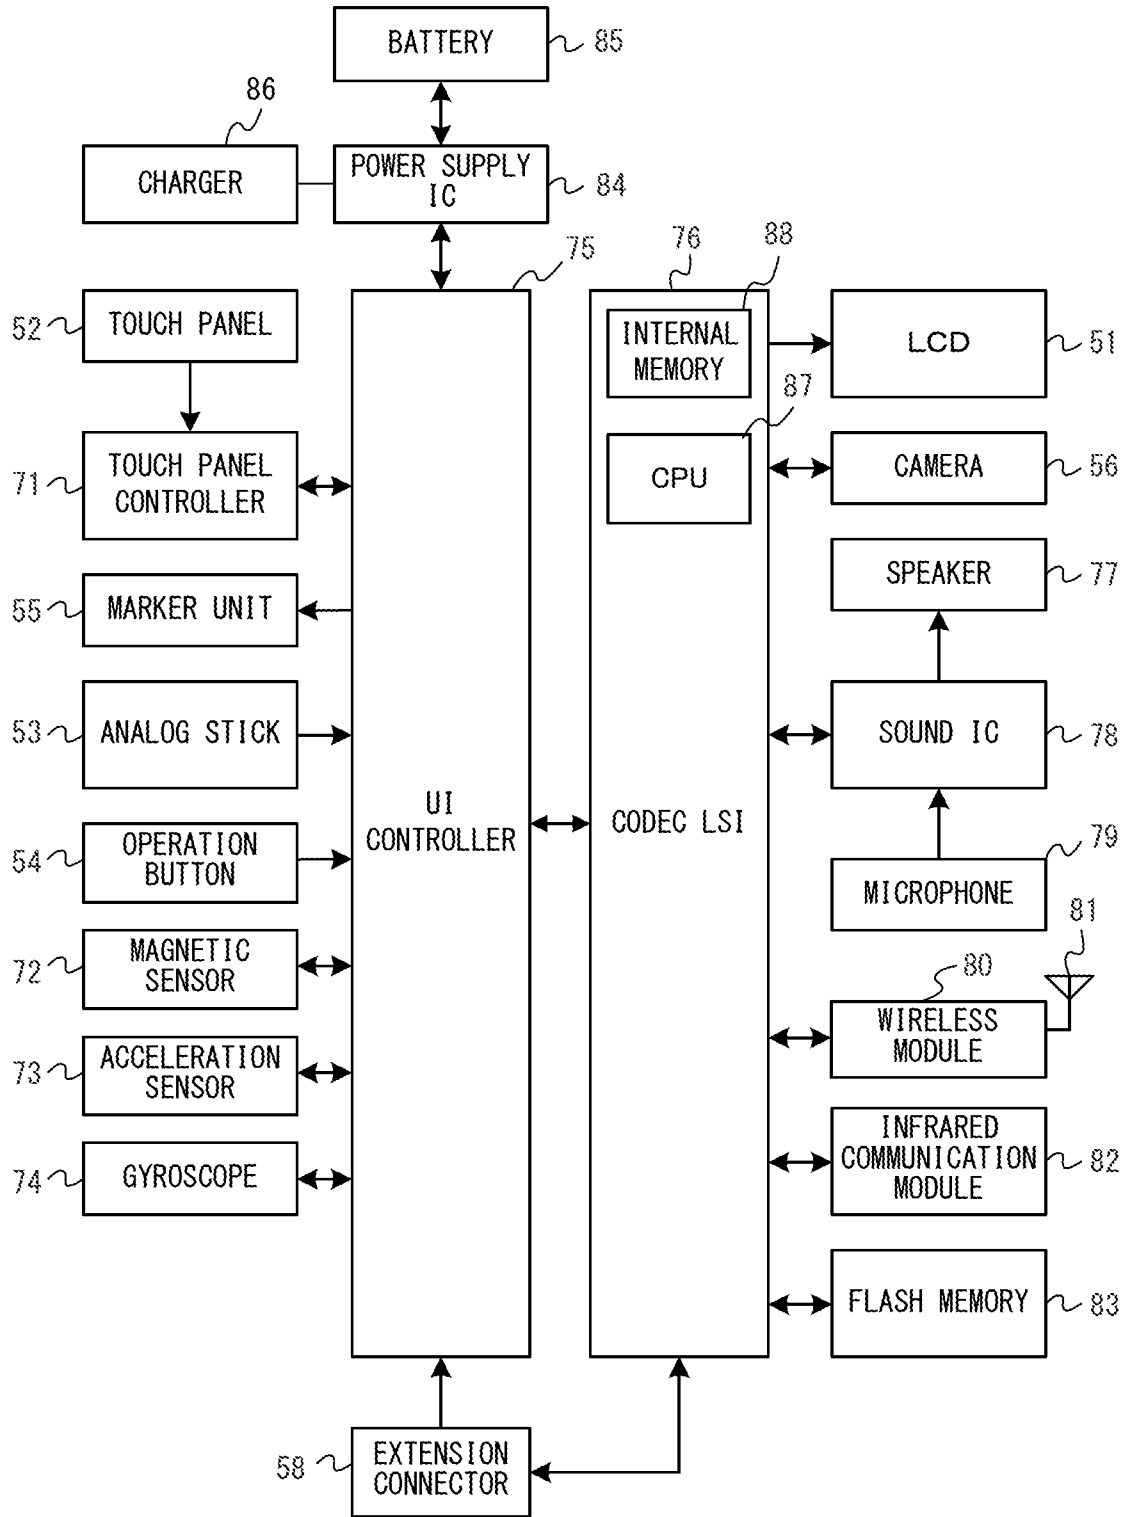 BATTERY
85
86
CHARGER
POWER SUPPLY
IC
84
75
76
88
52
TOUCH PANEL
INTERNAL
MEMORY
LCD
51
87
71
TOUCH PANEL
CONTROLLER
CPU
CAMERA
56
SPEAKER
77
55
MARKER UNIT
53
ANALOG STICK
SOUND IC
78
UI
CONTROLLER
CODEC LSI
54
OPERATION
BUTTON
79
MICROPHONE
81
72
MAGNETIC
SENSOR
80
WIRELESS
MODULE
73
ACCELERATION
SENSOR
INFRARED
COMMUNICATION
MODULE
82
74
GYROSCOPE
FLASH MEMORY
83
58
EXTENSION
CONNECTOR